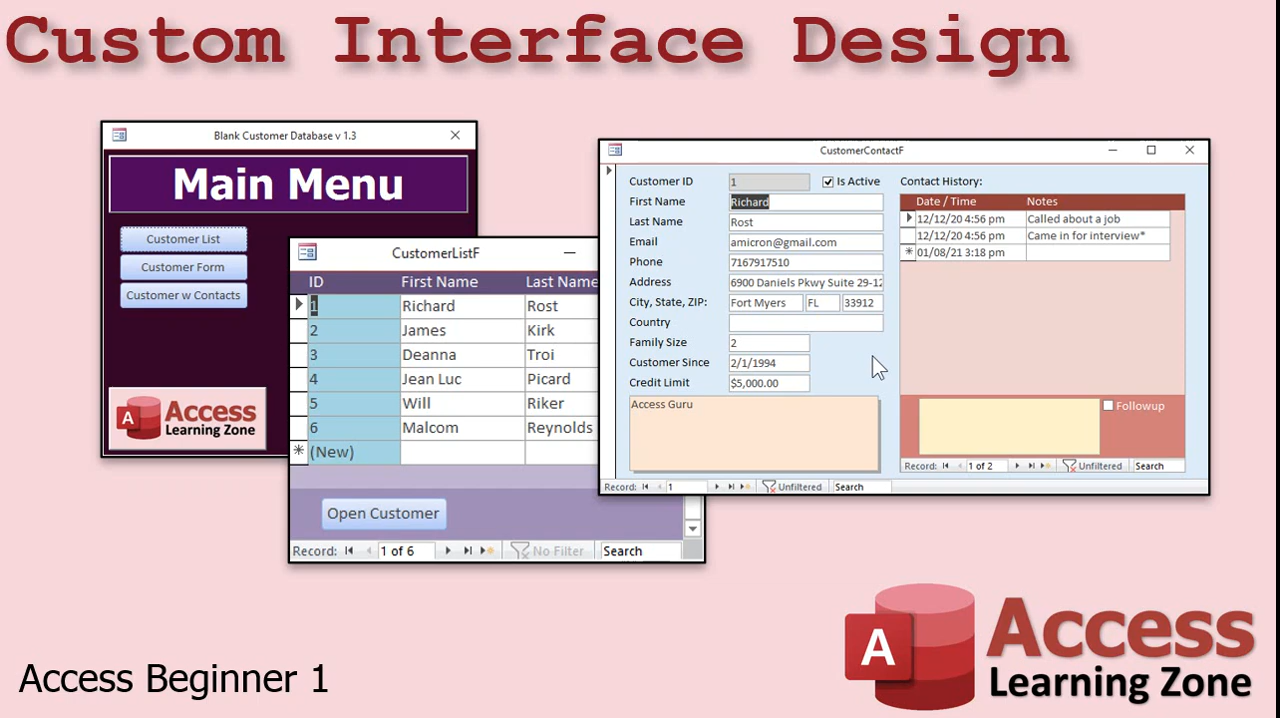 Custom Interface Design
Blank Customer Database v 1.3
Main Menu
Customer List
Customer Form
Customer w Contacts
A Access
Learning Zone
CustomerListF
ID First Name Last Name
1 Richard Rost
2 James Kirk
3 Deanna Troi
4 Jean Luc Picard
5 Will Riker
6 Malcom Reynolds
* (New)
Open Customer
Record: 1 of 6 No Filter Search
CustomerContactF
Customer ID 1 Is Active
First Name Richard
Last Name Rost
Email amicron@gmail.com
Phone 7167917510
Address 6900 Daniels Pkwy Suite 29-12
City, State, ZIP: Fort Myers FL 33912
Country
Family Size 2
Customer Since 2/1/1994
Credit Limit $5,000.00
Access Guru
Record: 1 Unfiltered Search
Contact History:
Date / Time Notes
12/12/20 4:56 pm Called about a job
12/12/20 4:56 pm Came in for interview*
* 01/08/21 3:18 pm
Followup
Record: 1 of 2 Unfiltered Search
Access Beginner 1
A Access
Learning Zone